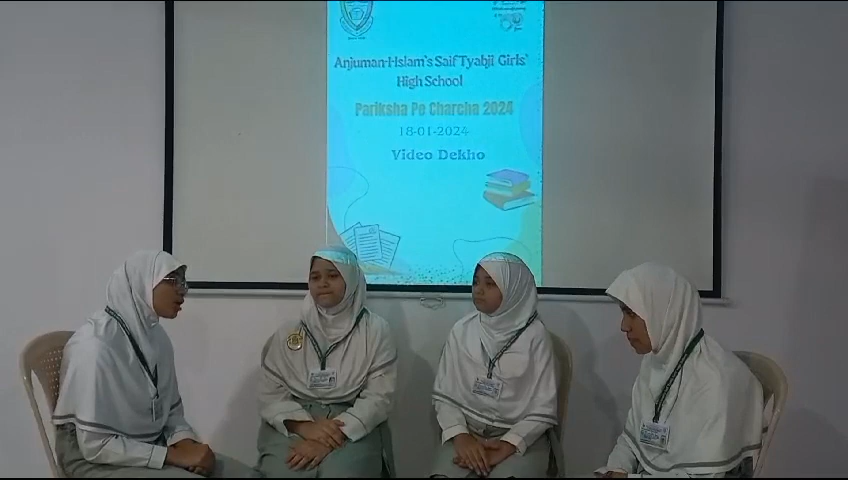 Anjuman-I-Islam's Saif Tyabji Girls'
High School
Pariksha Pe Charcha 2024
18-01-2024
Video Dekho